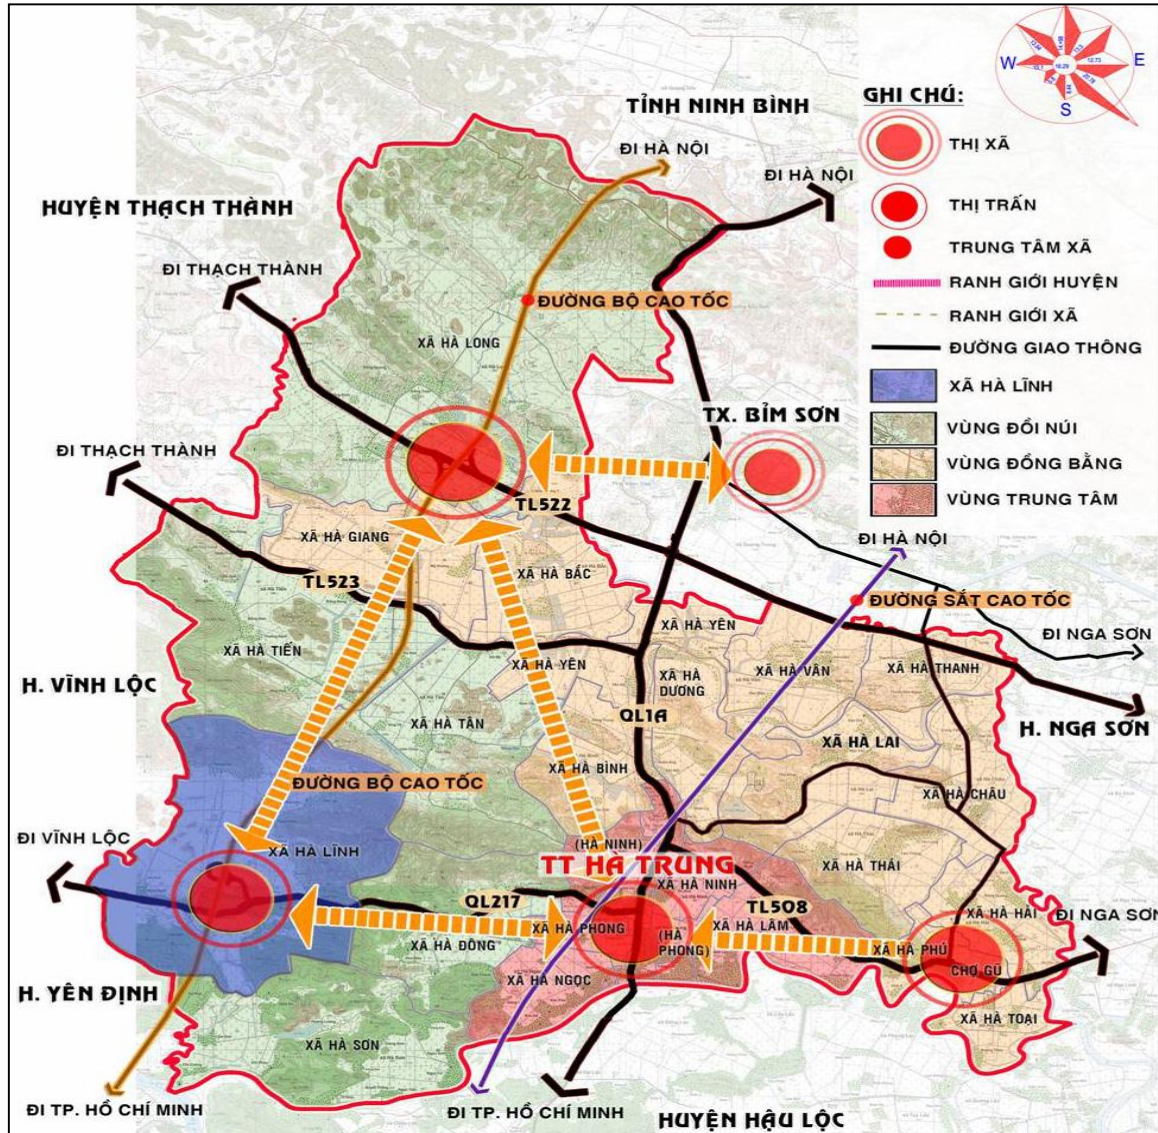 TỈNH NINH BÌNH
ĐI HÀ NỘI
ĐI HÀ NỘI
HUYỆN THẠCH THÀNH
ĐI THẠCH THÀNH
ĐƯỜNG BỘ CAO TỐC
XÃ HÀ LONG
W
E
S
GHI CHÚ:
THỊ XÃ
THỊ TRẤN
TRUNG TÂM XÃ
RANH GIỚI HUYỆN
RANH GIỚI XÃ
ĐƯỜNG GIAO THÔNG
XÃ HÀ LĨNH
VÙNG ĐỒI NÚI
VÙNG ĐỒNG BẰNG
VÙNG TRUNG TÂM
TX. BỈM SƠN
ĐI THẠCH THÀNH
TL522
XÃ HÀ GIANG
TL523
XÃ HÀ BẮC
ĐI HÀ NỘI
ĐƯỜNG SẮT CAO TỐC
XÃ HÀ YÊN
ĐI NGA SƠN
XÃ HÀ TIẾN
XÃ HÀ YÊN
XÃ HÀ DƯƠNG
XÃ HÀ VÂN
XÃ HÀ THANH
H. VĨNH LỘC
XÃ HÀ TÂN
QL1A
XÃ HÀ LAI
H. NGA SƠN
XÃ HÀ BÌNH
ĐƯỜNG BỘ CAO TỐC
XÃ HÀ CHÂU
ĐI VĨNH LỘC
XÃ HÀ LĨNH
(HÀ NINH)
TT HÀ TRUNG
XÃ HÀ THÁI
XÃ HÀ NINH
QL217
TL508
XÃ HÀ HẢI
ĐI NGA SƠN
XÃ HÀ ĐÔNG
XÃ HÀ PHONG
(HÀ PHONG)
XÃ HÀ LÂM
XÃ HÀ PHÚ
CHỢ GŨ
XÃ HÀ NGỌC
H. YÊN ĐỊNH
XÃ HÀ TOẠI
XÃ HÀ SƠN
ĐI TP. HỒ CHÍ MINH
ĐI TP. HỒ CHÍ MINH
HUYỆN HẬU LỘC